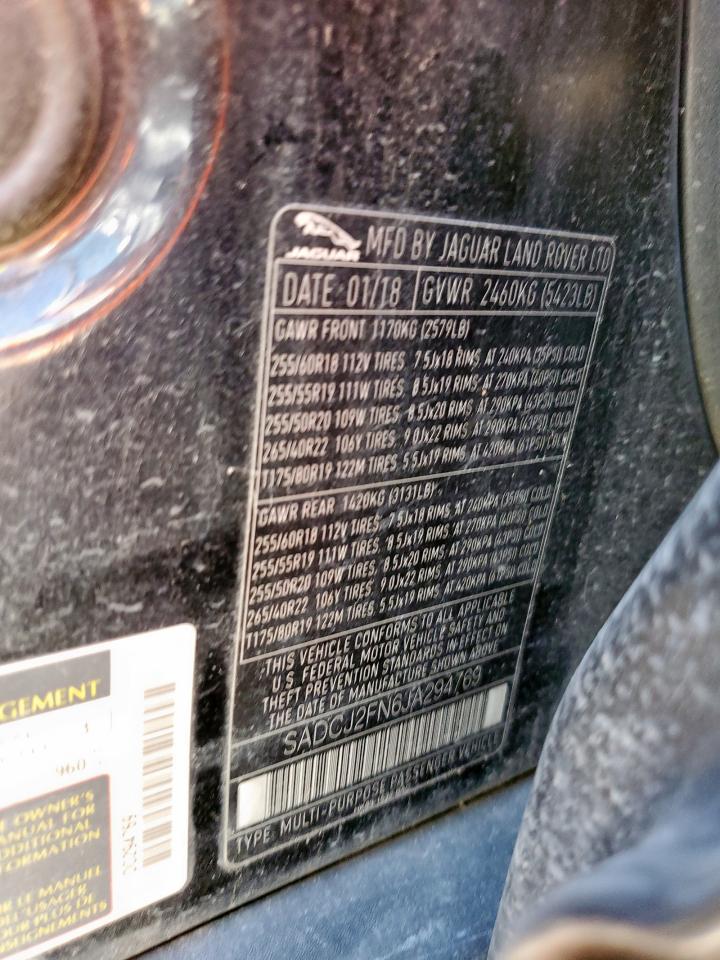 JAGUAR
MFD BY JAGUAR LAND ROVER LTD
DATE 01/18 GVWR 2460KG (5423LB)
GAWR FRONT 1170KG (2579LB)
255/60R18 112V TIRES 7.5Jx18 RIMS AT 240KPA (35PSI) COLD
255/55R19 111W TIRES 8.5Jx19 RIMS AT 270KPA (40PSI) COLD
255/50R20 109W TIRES 8.5Jx20 RIMS AT 290KPA (43PSI) COLD
265/40R22 106Y TIRES 9.0Jx22 RIMS AT 290KPA (43PSI) COLD
T175/80R19 122M TIRES 5.5Jx19 RIMS AT 420KPA (61PSI) COLD
GAWR REAR 1420KG (3131LB)
255/60R18 112V TIRES 7.5Jx18 RIMS AT 240KPA (35PSI) COLD
255/55R19 111W TIRES 8.5Jx19 RIMS AT 270KPA (40PSI) COLD
255/50R20 109W TIRES 8.5Jx20 RIMS AT 290KPA (43PSI) COLD
265/40R22 106Y TIRES 9.0Jx22 RIMS AT 290KPA (43PSI) COLD
T175/80R19 122M TIRES 5.5Jx19 RIMS AT 420KPA (61PSI) COLD
THIS VEHICLE CONFORMS TO ALL APPLICABLE
U.S. FEDERAL MOTOR VEHICLE SAFETY AND
THEFT PREVENTION STANDARDS IN AFFECT ON
THE DATE OF MANUFACTURE SHOWN ABOVE
SADCJ2FN6JA294769
TYPE: MULTI-PURPOSE PASSENGER VEHICLE
GEMENT
3
960
OWNER'S
MANUAL FOR
ADDITIONAL
FORMATION
R LE MANUEL
DE L'USAGER
OUR PLUS DE
NSEIGNEMENTS